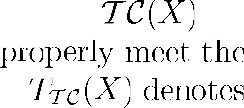 𝒯𝒞(X)
properly meet the
T_{𝒯𝒞}(X) denotes